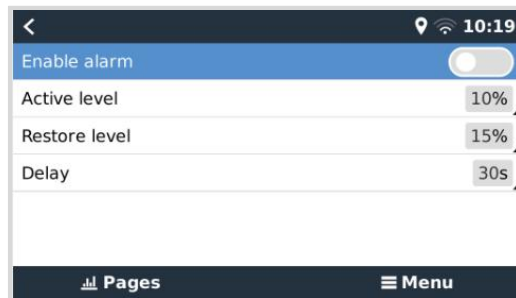 10:19
Enable alarm
Active level 10%
Restore level 15%
Delay 30s
Pages Menu